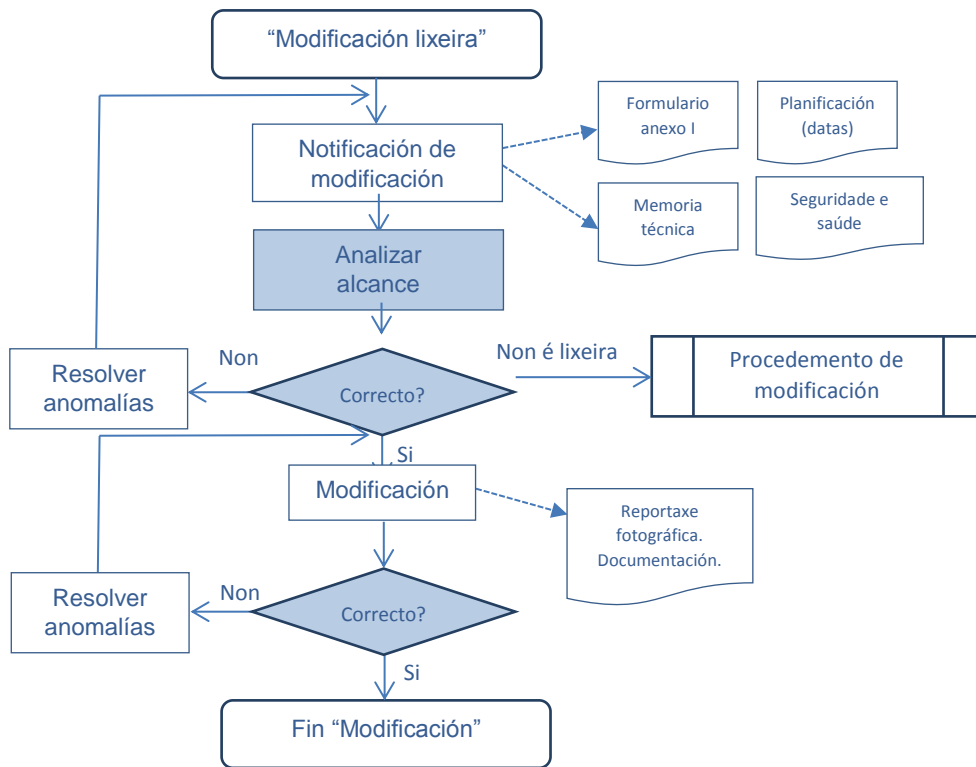 “Modificación lixeira”
Formulario
anexo I
Planificación
(datas)
Notificación de
modificación
Memoria
técnica
Seguridade e
saúde
Analizar
alcance
Non
Non é lixeira
Resolver
anomalías
Correcto?
Procedemento de
modificación
Si
Modificación
Reportaxe
fotográfica.
Documentación.
Non
Resolver
anomalías
Correcto?
Si
Fin “Modificación”